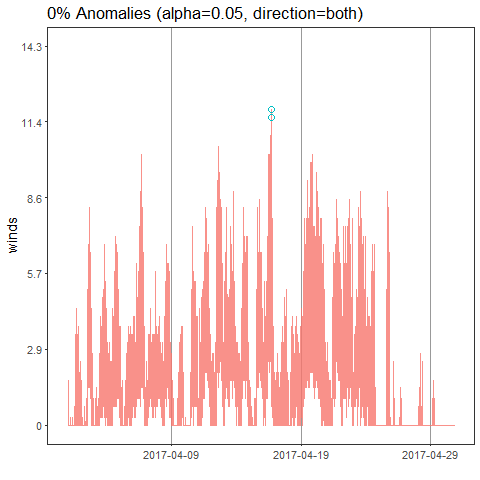 0% Anomalies (alpha=0.05, direction=both)
14.3
11.4
8.6
5.7
2.9
0
winds
2017-04-09 2017-04-19 2017-04-29